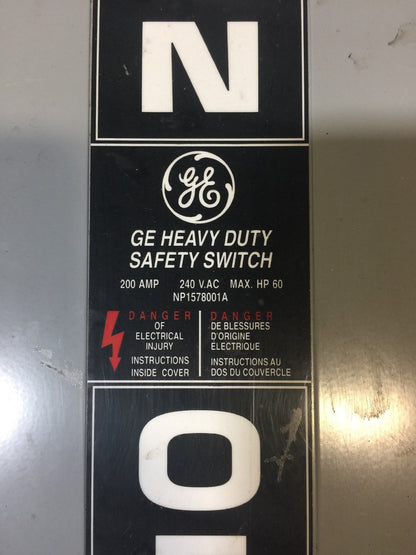 N
GE
GE HEAVY DUTY
SAFETY SWITCH
200 AMP 240 V.AC MAX. HP 60
NP1578001A
DANGER
OF
ELECTRICAL
INJURY
INSTRUCTIONS
INSIDE COVER
DANGER
DE BLESSURES
D'ORIGINE
ELECTRIQUE
INSTRUCTIONS AU
DOS DU COUVERCLE
O